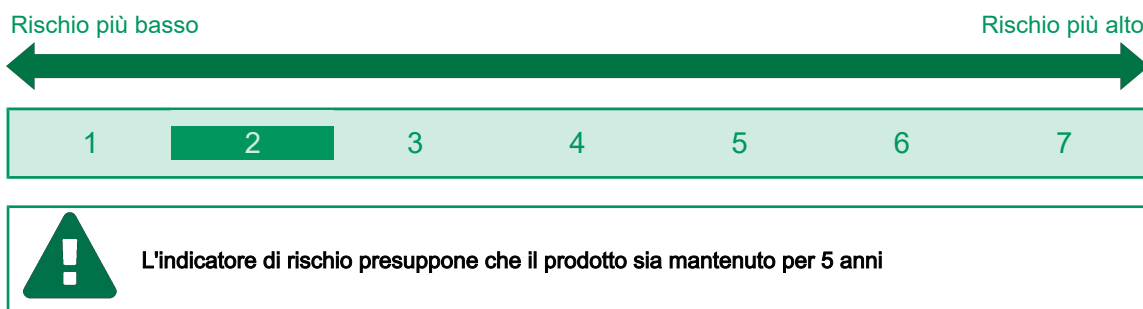 Rischio più basso Rischio più alto
1 2 3 4 5 6 7
L'indicatore di rischio presuppone che il prodotto sia mantenuto per 5 anni